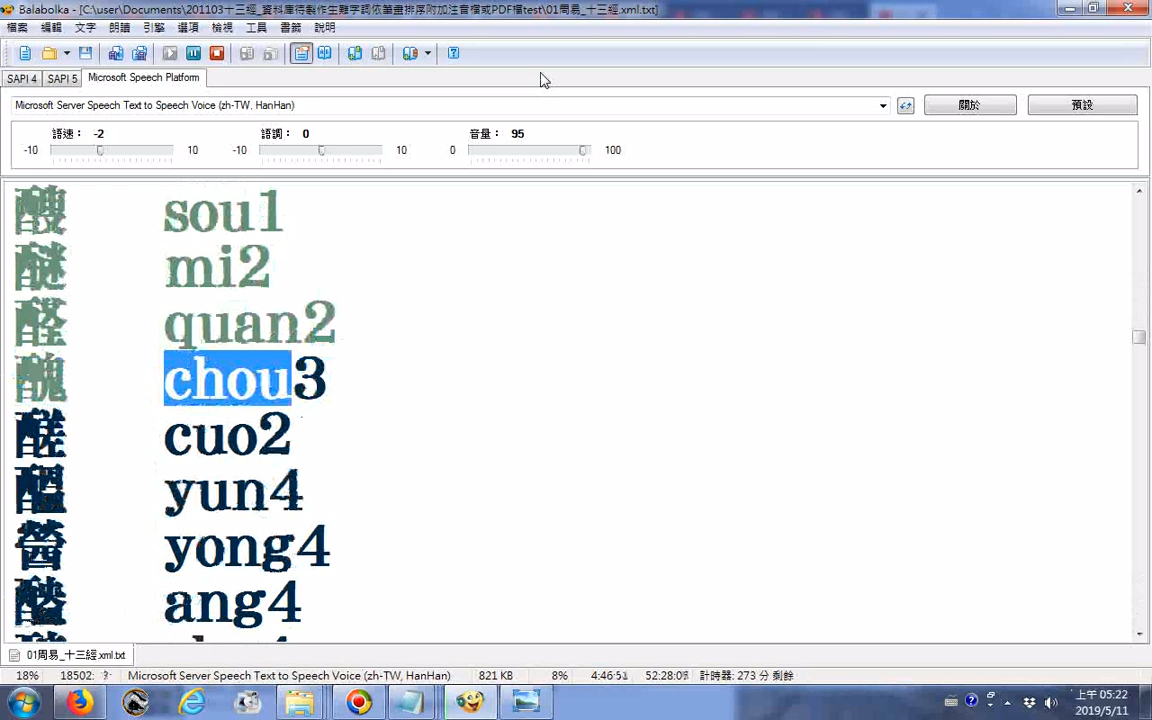 Balabolka - [C:\user\Documents\201103十三經_資料庫待製作生難字詞依筆畫排序附加注音檔或PDF檔test\01周易_十三經.xml.txt]
檔案 編輯 文字 朗讀 引擎 選項 檢視 工具 書籤 說明
SAPI 4 SAPI 5 Microsoft Speech Platform
Microsoft Server Speech Text to Speech Voice (zh-TW, HanHan) 關於 預設
語速: -2 語調: 0 音量: 95
-10 10 -10 10 0 100
醙 sou1
醚 mi2
醛 quan2
醜 chou3
醝 cuo2
醞 yun4
醟 yong4
醠 ang4
01周易_十三經.xml.txt
18% 18502: Microsoft Server Speech Text to Speech Voice (zh-TW, HanHan) 821 KB 8% 4:46:51 52:28:09 計時器: 273 分 剩餘
上午 05:22
2019/5/11